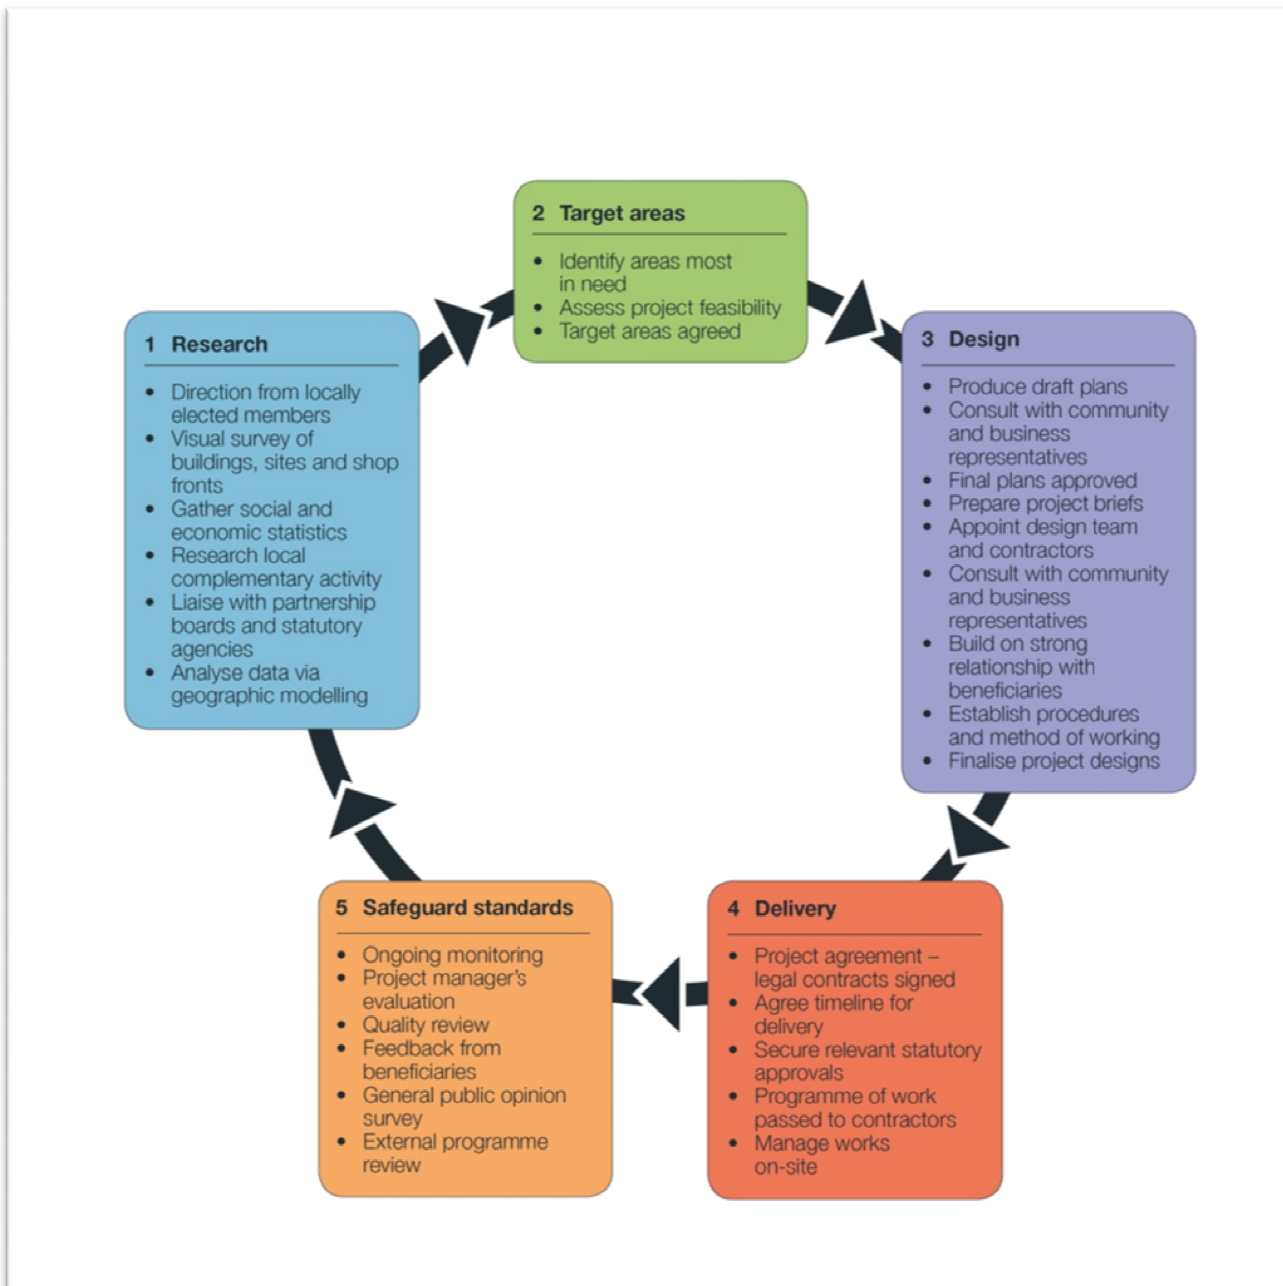 1 Research
• Direction from locally
elected members
• Visual survey of
buildings, sites and shop
fronts
• Gather social and
economic statistics
• Research local
complementary activity
• Liaise with partnership
boards and statutory
agencies
• Analyse data via
geographic modelling
2 Target areas
• Identify areas most
in need
• Assess project feasibility
• Target areas agreed
3 Design
• Produce draft plans
• Consult with community
and business
representatives
• Final plans approved
• Prepare project briefs
• Appoint design team
and contractors
• Consult with community
and business
representatives
• Build on strong
relationship with
beneficiaries
• Establish procedures
and method of working
• Finalise project designs
4 Delivery
• Project agreement –
legal contracts signed
• Agree timeline for
delivery
• Secure relevant statutory
approvals
• Programme of work
passed to contractors
• Manage works
on-site
5 Safeguard standards
• Ongoing monitoring
• Project manager’s
evaluation
• Quality review
• Feedback from
beneficiaries
• General public opinion
survey
• External programme
review